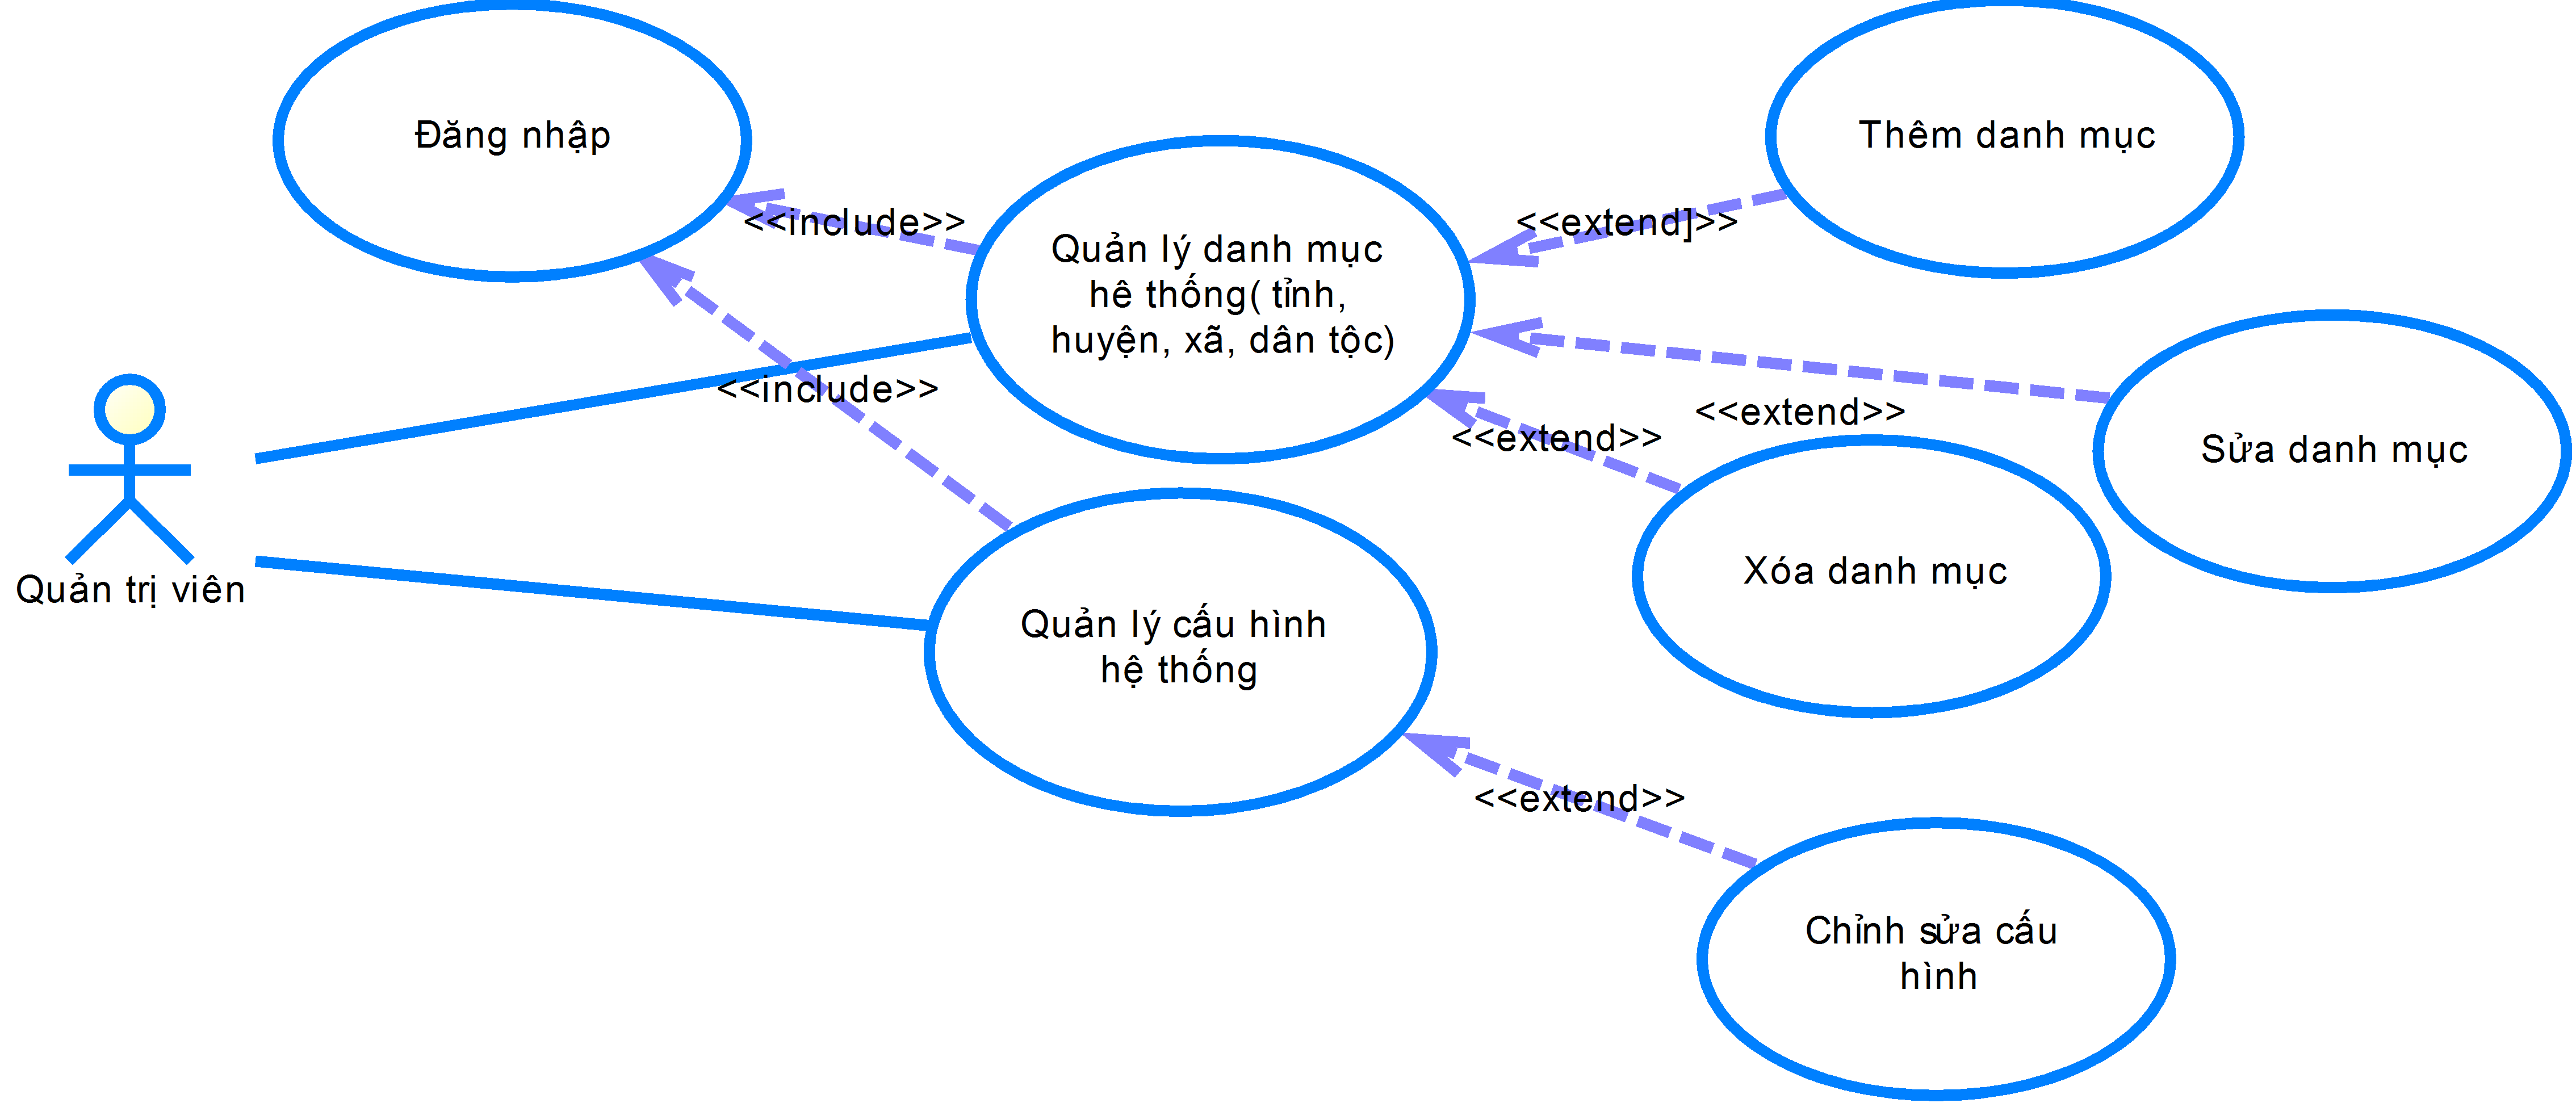 Đăng nhập
Thêm danh mục
<<include>>
<<extend]>>
Quản lý danh mục
hê thống( tỉnh,
huyện, xã, dân tộc)
<<include>>
<<extend>>
<<extend>>
Sửa danh mục
Xóa danh mục
Quản trị viên
Quản lý cấu hình
hệ thống
<<extend>>
Chỉnh sửa cấu
hình